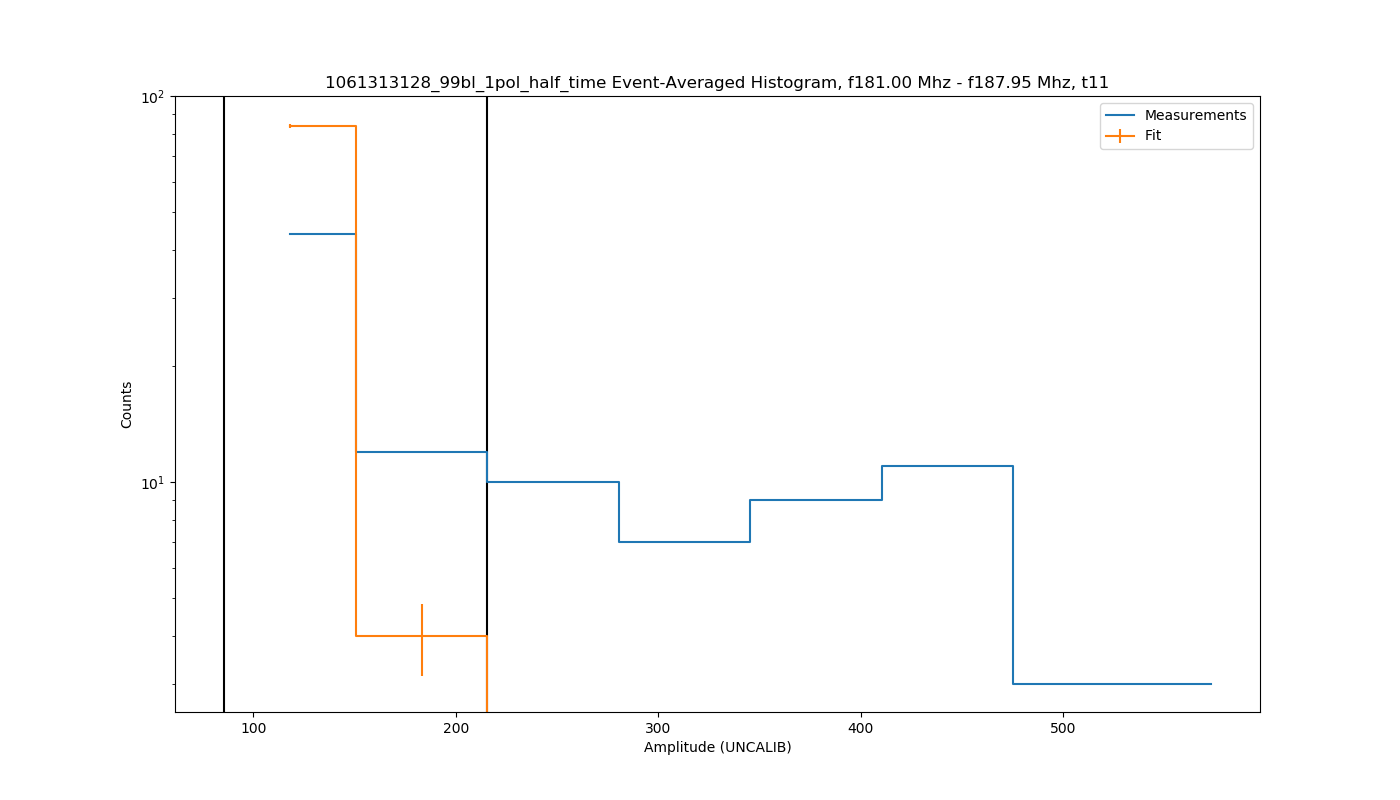 1061313128_99bl_1pol_half_time Event-Averaged Histogram, f181.00 Mhz - f187.95 Mhz, t11
10²
10¹
Counts
Measurements
Fit
100 200 300 400 500
Amplitude (UNCALIB)